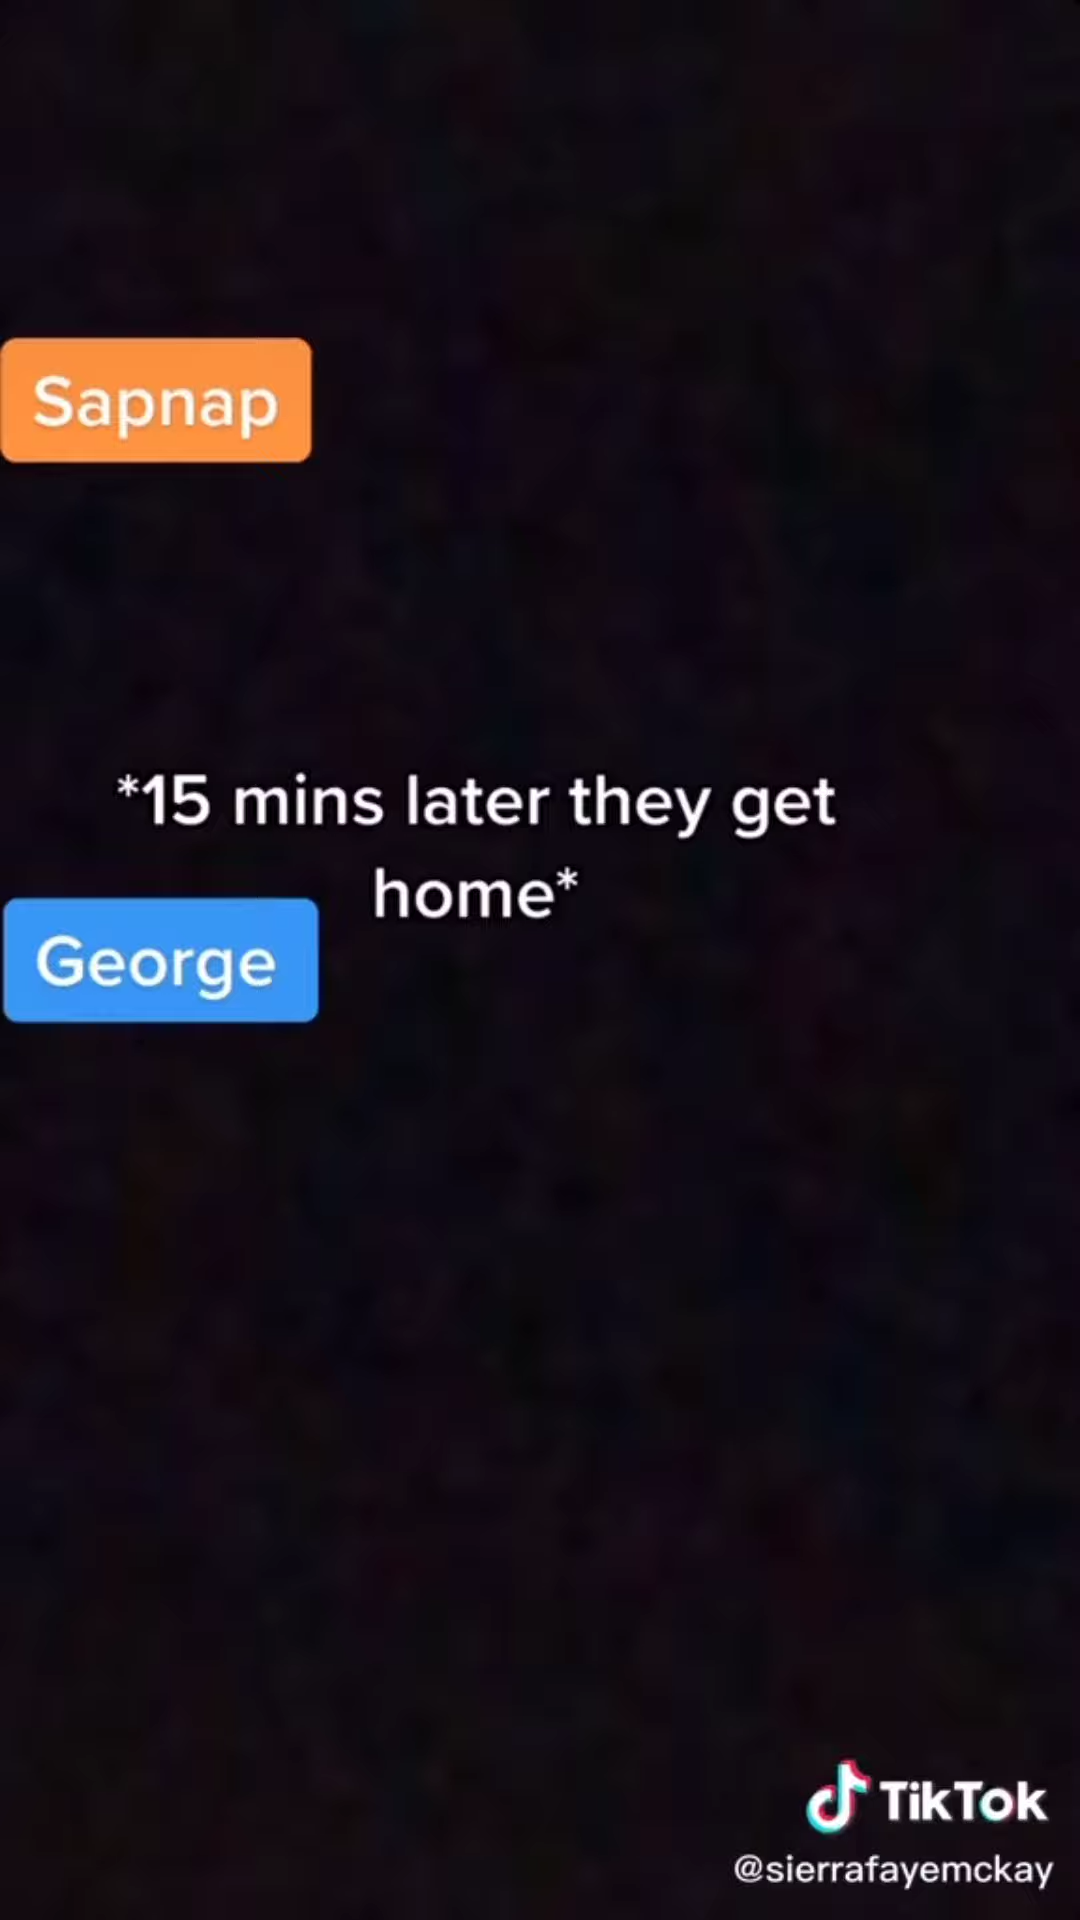 Sapnap
*15 mins later they get
home*
George
TikTok
@sierrafayemckay